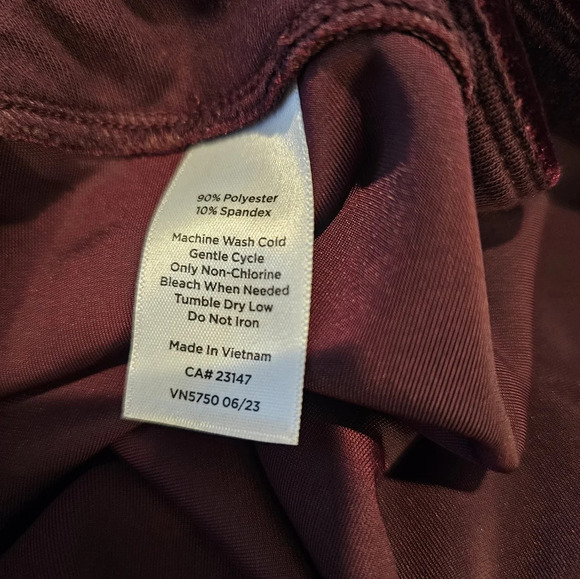 90% Polyester
10% Spandex
Machine Wash Cold
Gentle Cycle
Only Non-Chlorine
Bleach When Needed
Tumble Dry Low
Do Not Iron
Made In Vietnam
CA# 23147
VN5750 06/23